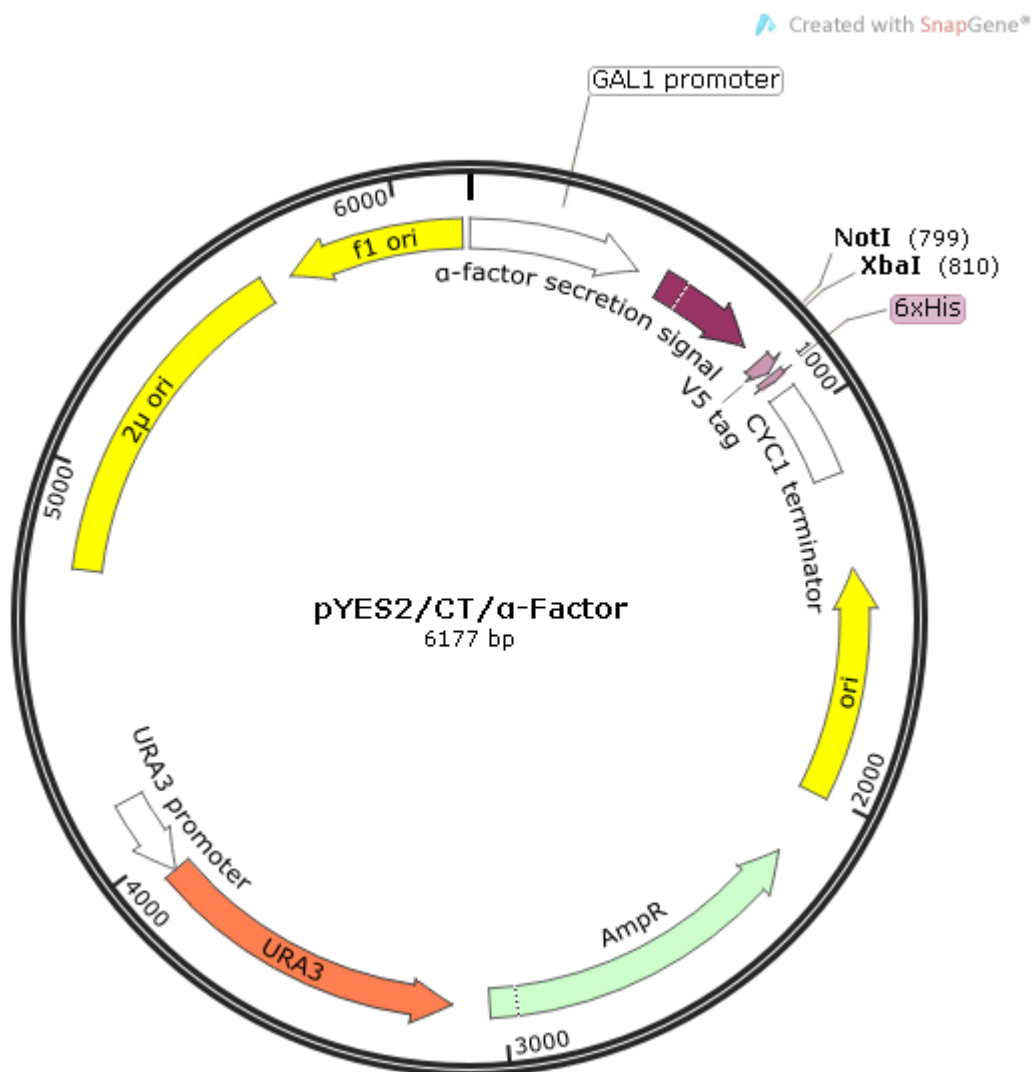 Created with SnapGene®
GAL1 promoter
6000
f1 ori
α-factor secretion signal
NotI (799)
XbaI (810)
6xHis
1000
V5 tag
CYC1 terminator
2μ ori
5000
pYES2/CT/α-Factor
6177 bp
ori
2000
URA3 promoter
4000
URA3
AmpR
3000